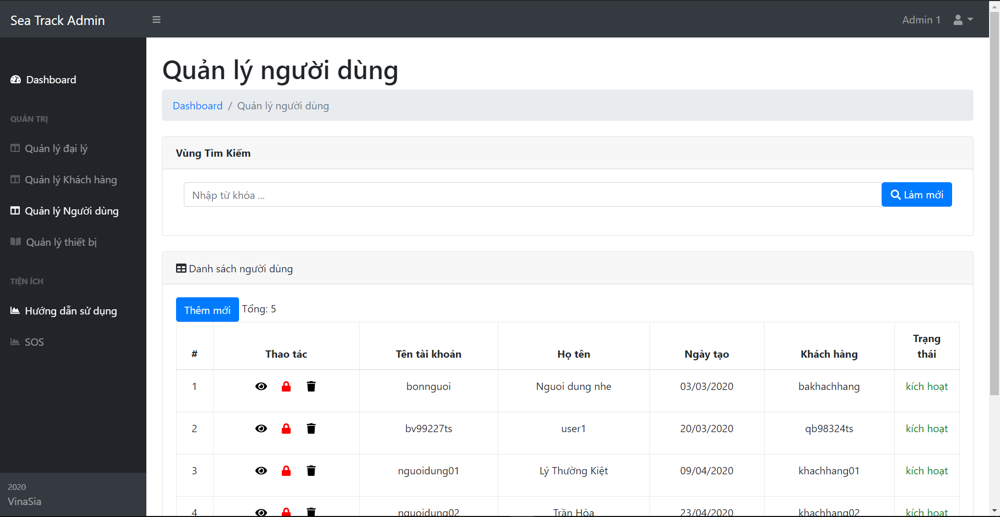 Sea Track Admin
Admin 1
Dashboard
QUẢN TRỊ
Quản lý đại lý
Quản lý Khách hàng
Quản lý Người dùng
Quản lý thiết bị
TIỆN ÍCH
Hướng dẫn sử dụng
SOS
2020
VinaSia
Quản lý người dùng
Dashboard / Quản lý người dùng
Vùng Tìm Kiếm
Nhập từ khóa ...
Làm mới
Danh sách người dùng
Thêm mới Tổng: 5
# Thao tác Tên tài khoản Họ tên Ngày tạo Khách hàng Trạng thái
1 bonnguoi Nguoi dung nhe 03/03/2020 bakhachhang kích hoạt
2 bv99227ts user1 20/03/2020 qb98324ts kích hoạt
3 nguoidung01 Lý Thường Kiệt 09/04/2020 khachhang01 kích hoạt
4 nguoidung02 Trần Hòa 23/04/2020 khachhang02 kích hoạt